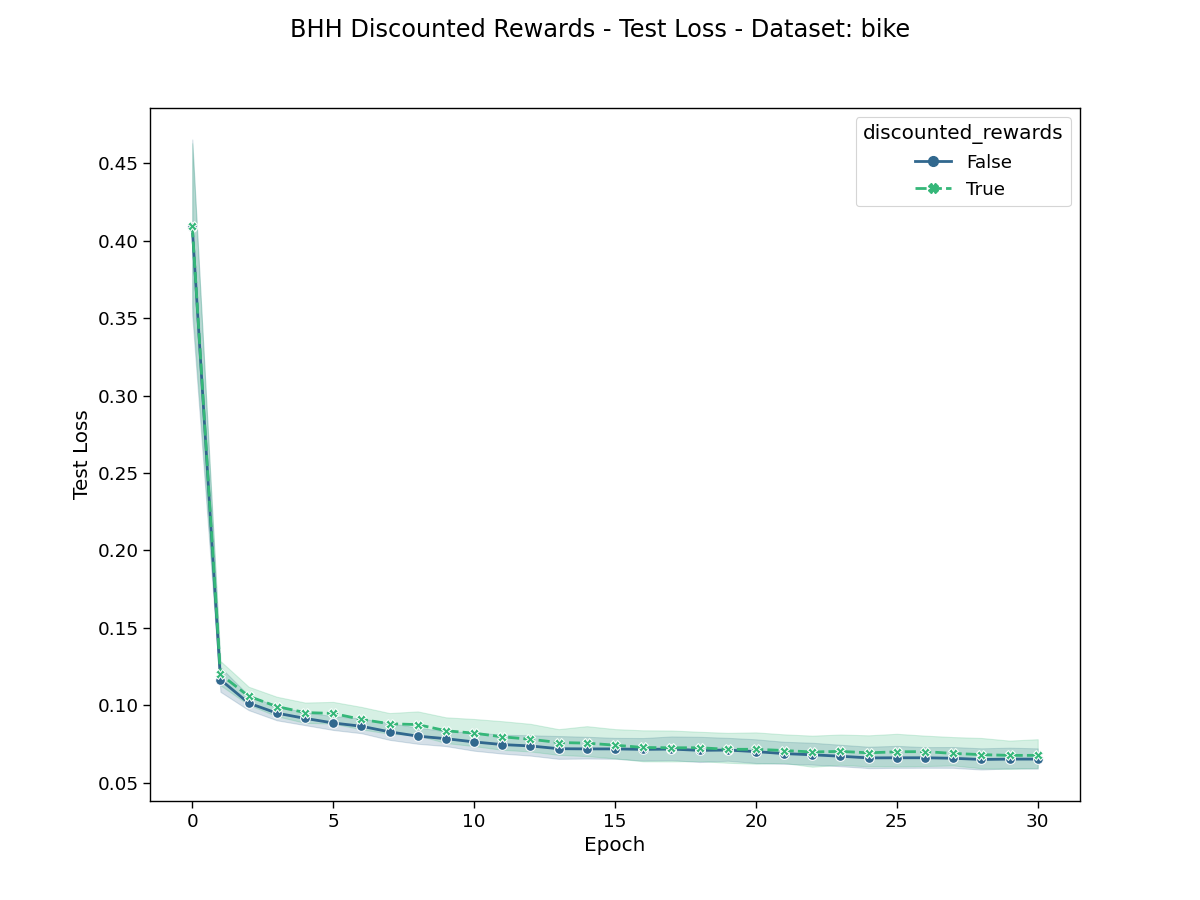 BHH Discounted Rewards - Test Loss - Dataset: bike
discounted_rewards
False
True
0.45
0.40
0.35
0.30
0.25
0.20
0.15
0.10
0.05
Test Loss
0 5 10 15 20 25 30
Epoch